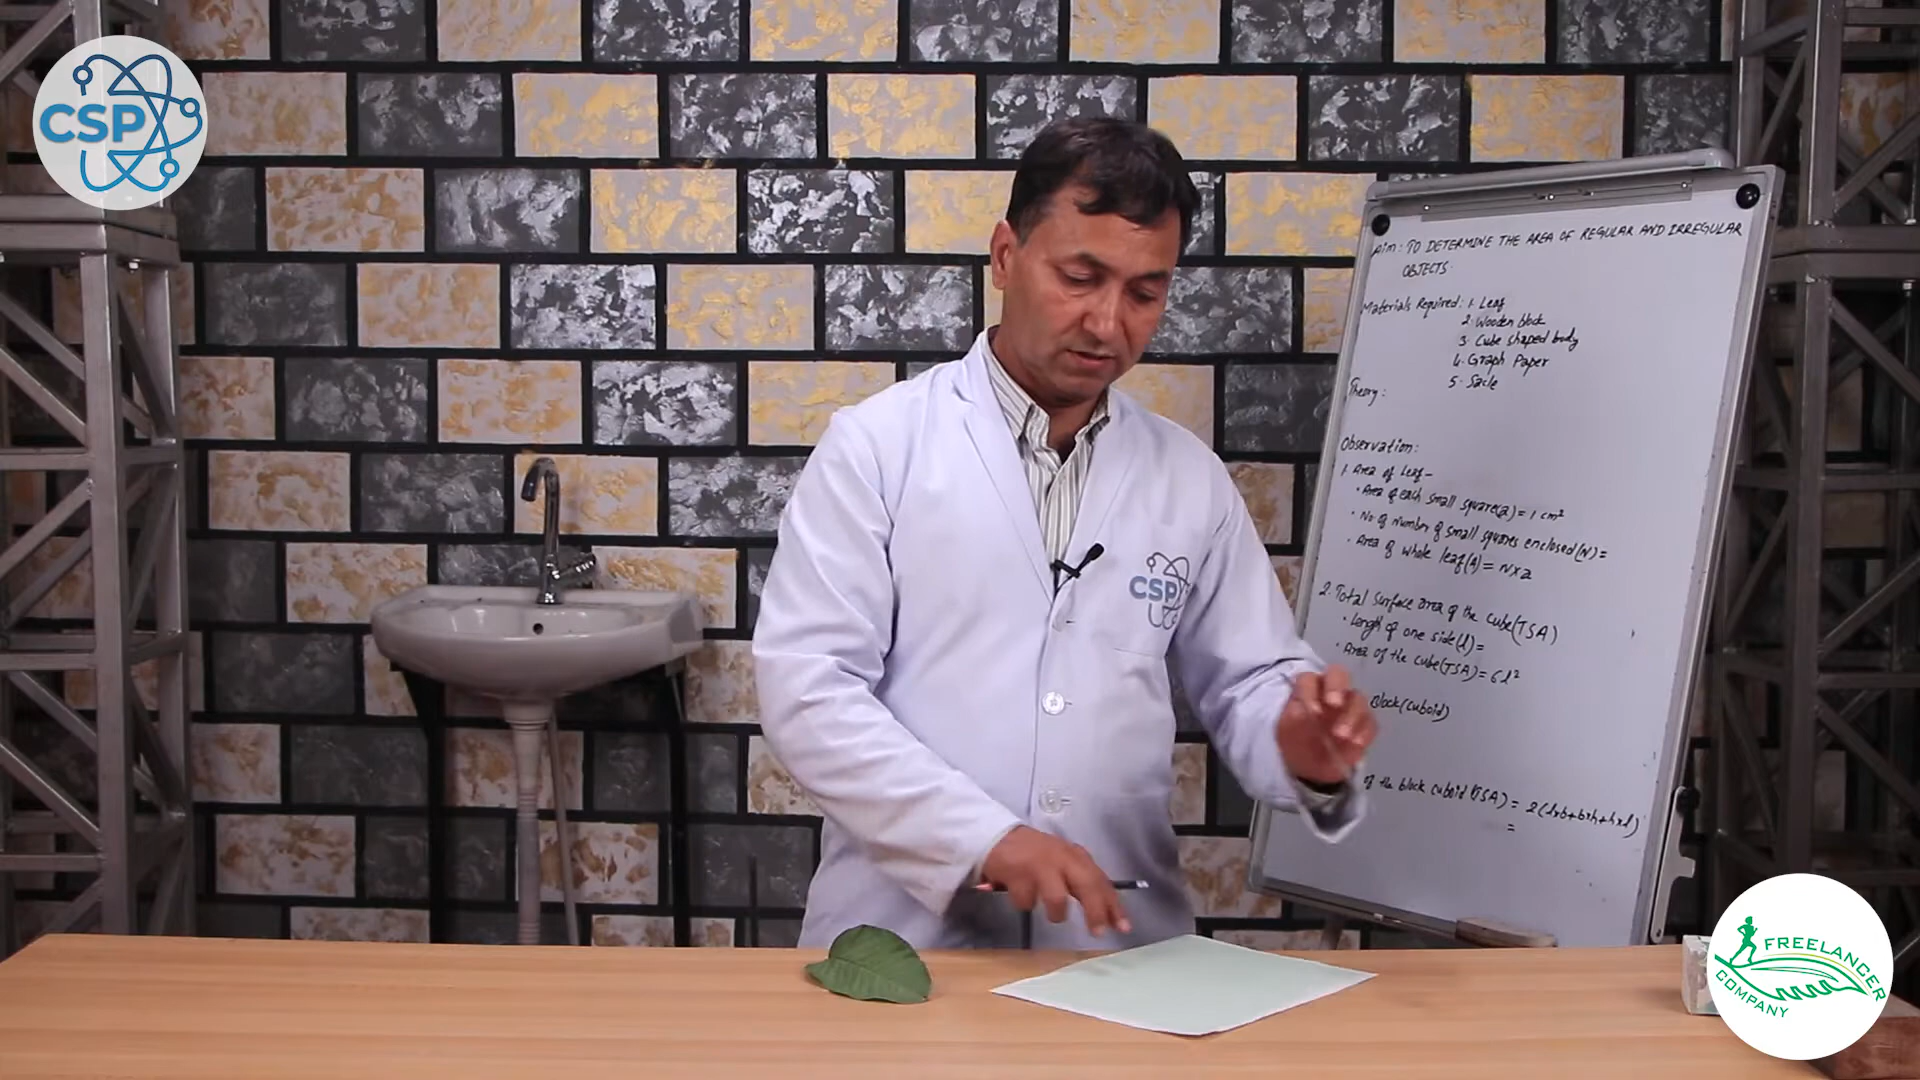 CSP
Aim: TO DETERMINE THE AREA OF REGULAR AND IRREGULAR
OBJECTS.
Materials Required: 1. Leaf
2. Wooden block
3. Cube shaped body
4. Graph Paper
5. Sacle
Theory:
Observation:
1. Area of Leaf-
• Area of each small square(a) = 1 cm²
• No. of number of small squares enclosed (N) =
• Area of whole leaf (A) = N×a
2. Total surface area of the cube (TSA)
• Length of one side (l) =
• Area of the cube (TSA) = 6l²
Block (cuboid)
of the block cuboid (TSA) = 2(l×b+b×h+h×l)
=
CSP
FREELANCER
COMPANY